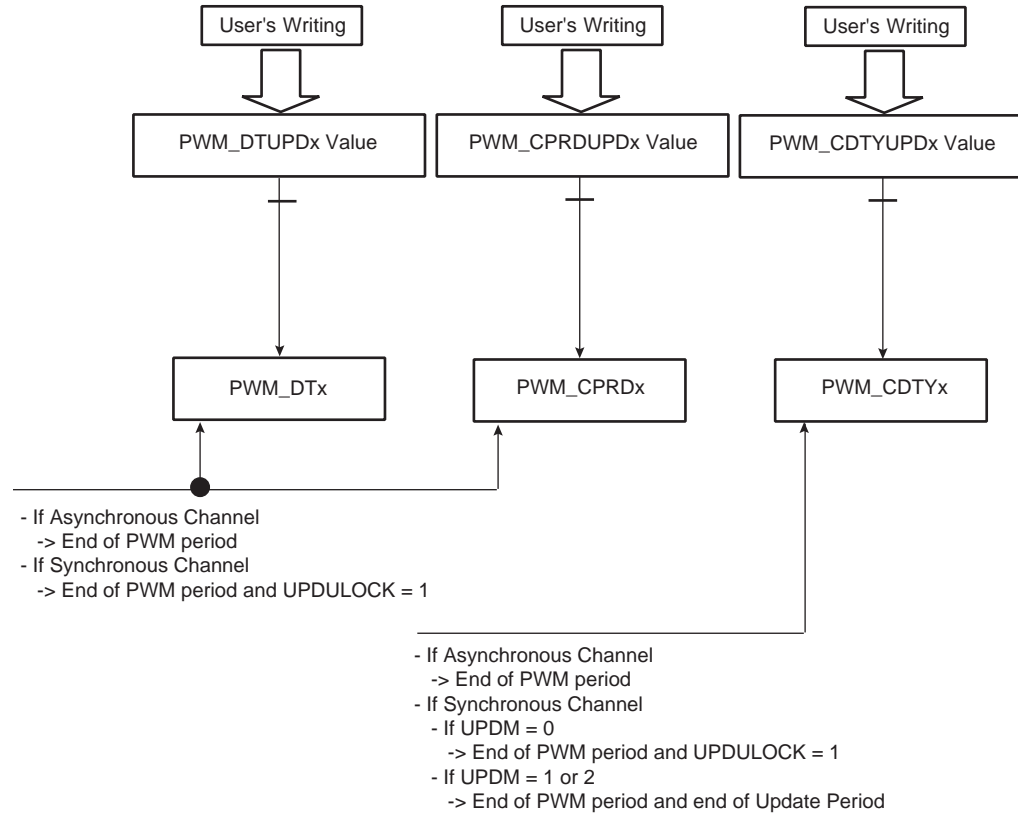 User's Writing
User's Writing
User's Writing
PWM_DTUPDx Value
PWM_CPRDUPDx Value
PWM_CDTYUPDx Value
PWM_DTx
PWM_CPRDx
PWM_CDTYx
- If Asynchronous Channel
-> End of PWM period
- If Synchronous Channel
-> End of PWM period and UPDULOCK = 1
- If Asynchronous Channel
-> End of PWM period
- If Synchronous Channel
- If UPDM = 0
-> End of PWM period and UPDULOCK = 1
- If UPDM = 1 or 2
-> End of PWM period and end of Update Period